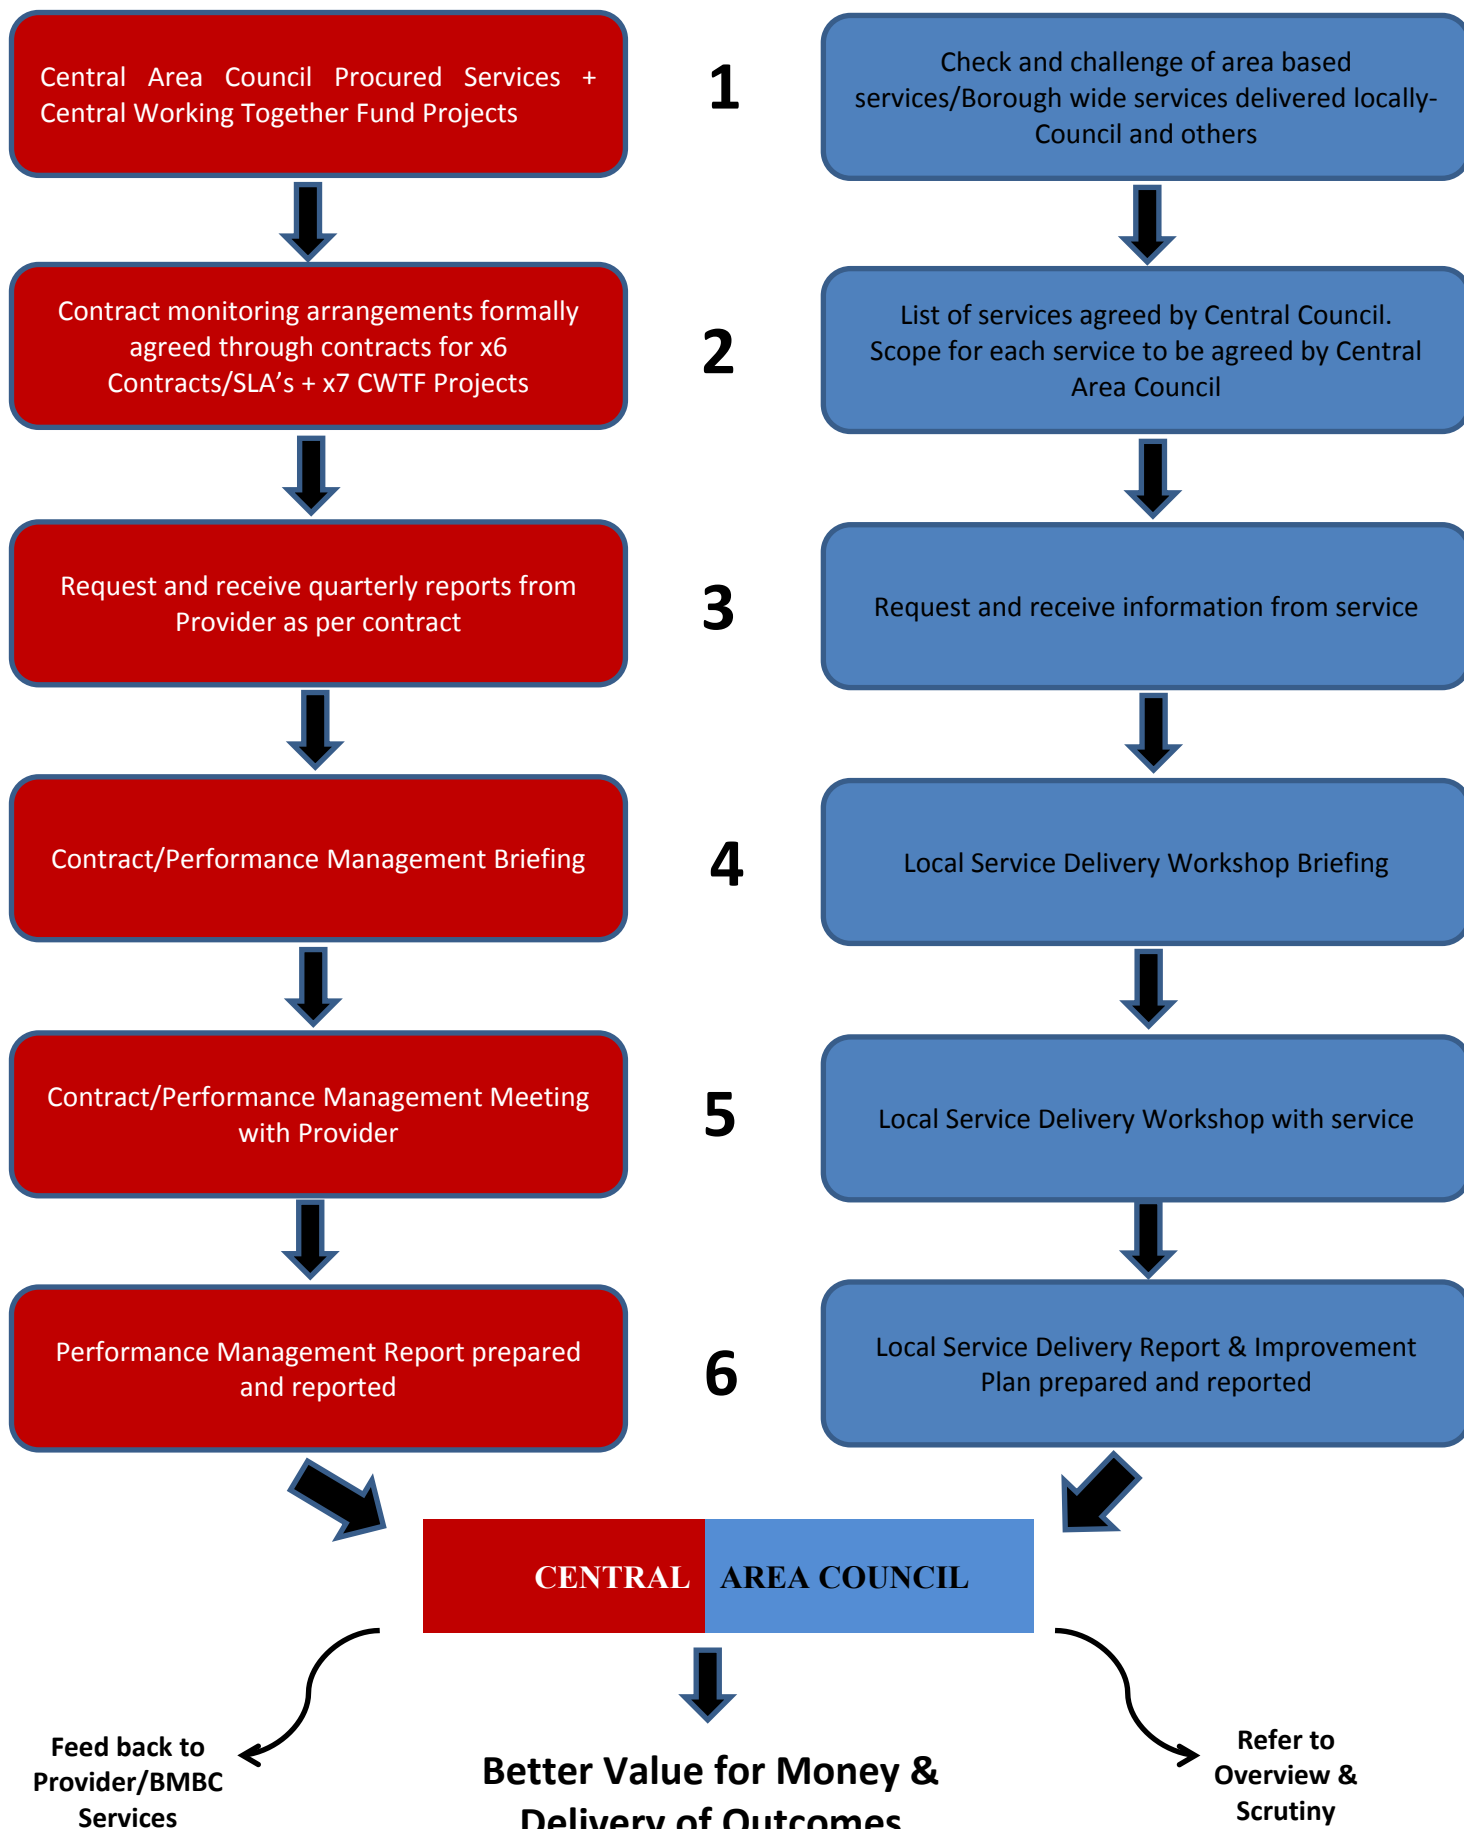 Central Area Council Procured Services +
Central Working Together Fund Projects
1
Check and challenge of area based
services/Borough wide services delivered locally-
Council and others
Contract monitoring arrangements formally
agreed through contracts for x6
Contracts/SLA's + x7 CWTF Projects
2
List of services agreed by Central Council.
Scope for each service to be agreed by Central
Area Council
Request and receive quarterly reports from
Provider as per contract
3
Request and receive information from service
Contract/Performance Management Briefing
4
Local Service Delivery Workshop Briefing
Contract/Performance Management Meeting
with Provider
5
Local Service Delivery Workshop with service
Performance Management Report prepared
and reported
6
Local Service Delivery Report & Improvement
Plan prepared and reported
CENTRAL AREA COUNCIL
Feed back to
Provider/BMBC
Services
Better Value for Money &
Delivery of Outcomes
Refer to
Overview &
Scrutiny